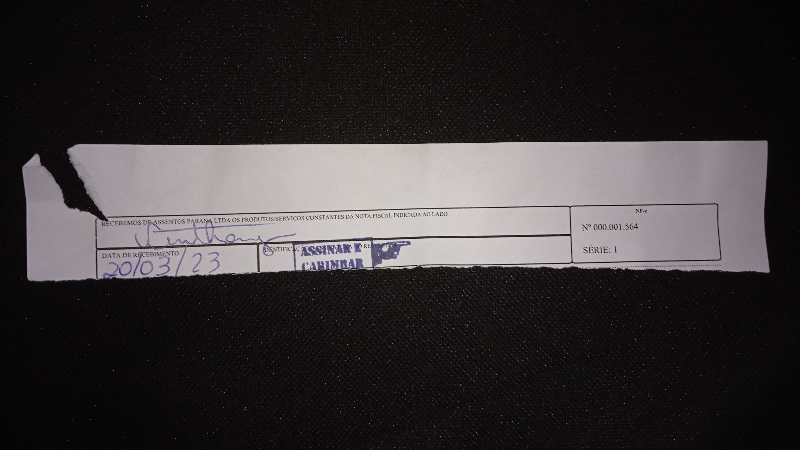 RECEBEMOS DE ASSENTOS PARANÁ LTDA OS PRODUTOS/SERVIÇOS CONSTANTES DA NOTA FISCAL INDICADA AO LADO
NF-e
Nº 000.001.564
SÉRIE: 1
DATA DE RECEBIMENTO
20/03/23
ASSINAR E
CARIMBAR